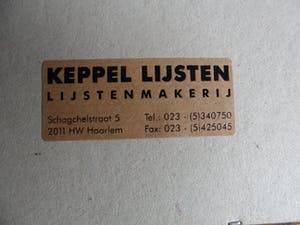 KEPPEL LIJSTEN
LIJSTENMAKERIJ
Schagchelstraat 5 Tel.: 023 - (5)340750
2011 HW Haarlem Fax: 023 - (5)425045